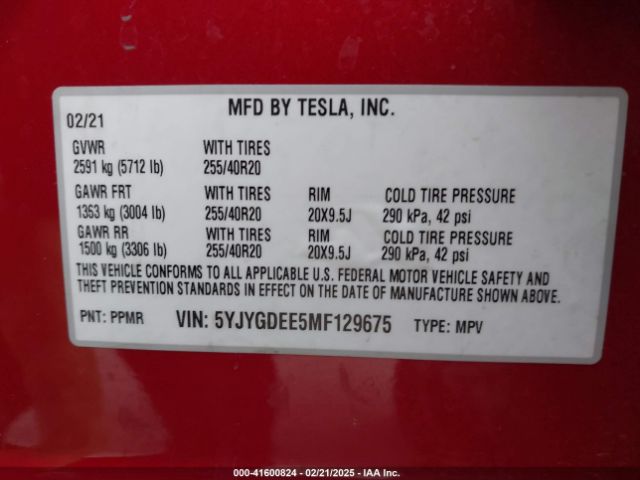 MFD BY TESLA, INC.
02/21
GVWR WITH TIRES
2591 kg (5712 lb) 255/40R20
GAWR FRT WITH TIRES RIM COLD TIRE PRESSURE
1363 kg (3004 lb) 255/40R20 20X9.5J 290 kPa, 42 psi
GAWR RR WITH TIRES RIM COLD TIRE PRESSURE
1500 kg (3306 lb) 255/40R20 20X9.5J 290 kPa, 42 psi
THIS VEHICLE CONFORMS TO ALL APPLICABLE U.S. FEDERAL MOTOR VEHICLE SAFETY AND
THEFT PREVENTION STANDARDS IN EFFECT ON THE DATE OF MANUFACTURE SHOWN ABOVE.
PNT: PPMR VIN: 5YJYGDEE5MF129675 TYPE: MPV
000-41600824 - 02/21/2025 - IAA Inc.